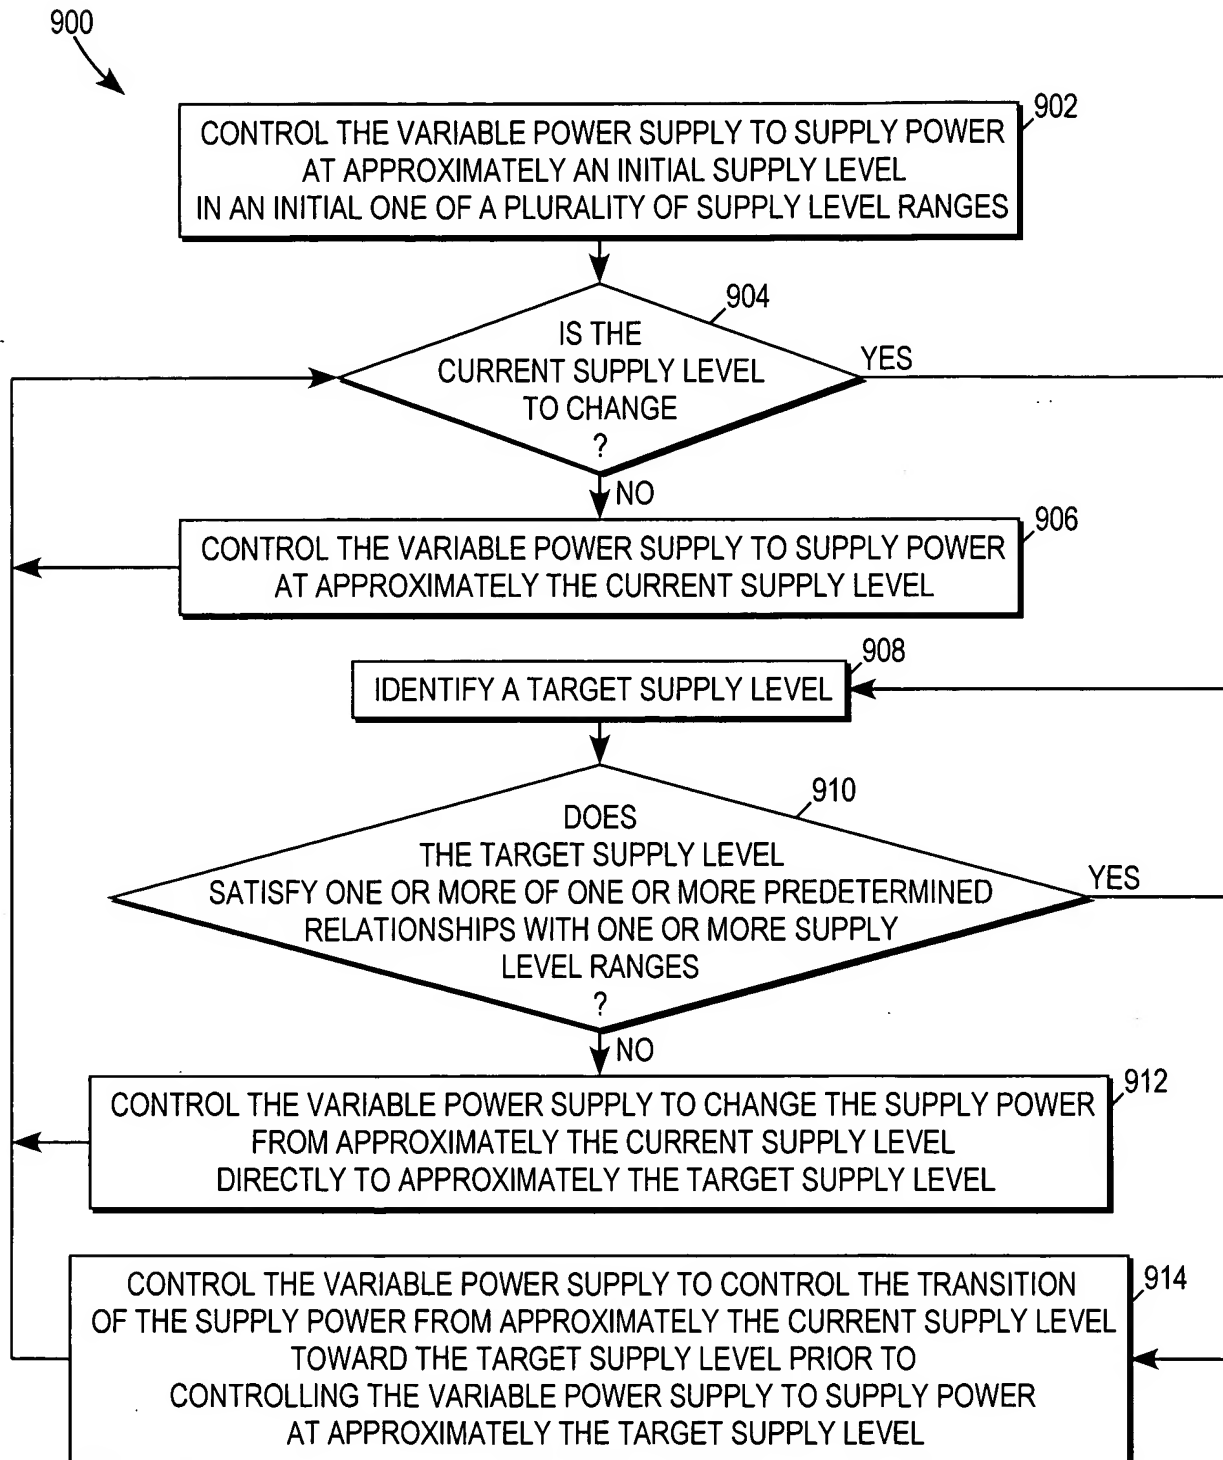 900
902
CONTROL THE VARIABLE POWER SUPPLY TO SUPPLY POWER
AT APPROXIMATELY AN INITIAL SUPPLY LEVEL
IN AN INITIAL ONE OF A PLURALITY OF SUPPLY LEVEL RANGES
904
IS THE
CURRENT SUPPLY LEVEL
TO CHANGE
?
YES
NO
906
CONTROL THE VARIABLE POWER SUPPLY TO SUPPLY POWER
AT APPROXIMATELY THE CURRENT SUPPLY LEVEL
908
IDENTIFY A TARGET SUPPLY LEVEL
910
DOES
THE TARGET SUPPLY LEVEL
SATISFY ONE OR MORE OF ONE OR MORE PREDETERMINED
RELATIONSHIPS WITH ONE OR MORE SUPPLY
LEVEL RANGES
?
YES
NO
912
CONTROL THE VARIABLE POWER SUPPLY TO CHANGE THE SUPPLY POWER
FROM APPROXIMATELY THE CURRENT SUPPLY LEVEL
DIRECTLY TO APPROXIMATELY THE TARGET SUPPLY LEVEL
914
CONTROL THE VARIABLE POWER SUPPLY TO CONTROL THE TRANSITION
OF THE SUPPLY POWER FROM APPROXIMATELY THE CURRENT SUPPLY LEVEL
TOWARD THE TARGET SUPPLY LEVEL PRIOR TO
CONTROLLING THE VARIABLE POWER SUPPLY TO SUPPLY POWER
AT APPROXIMATELY THE TARGET SUPPLY LEVEL